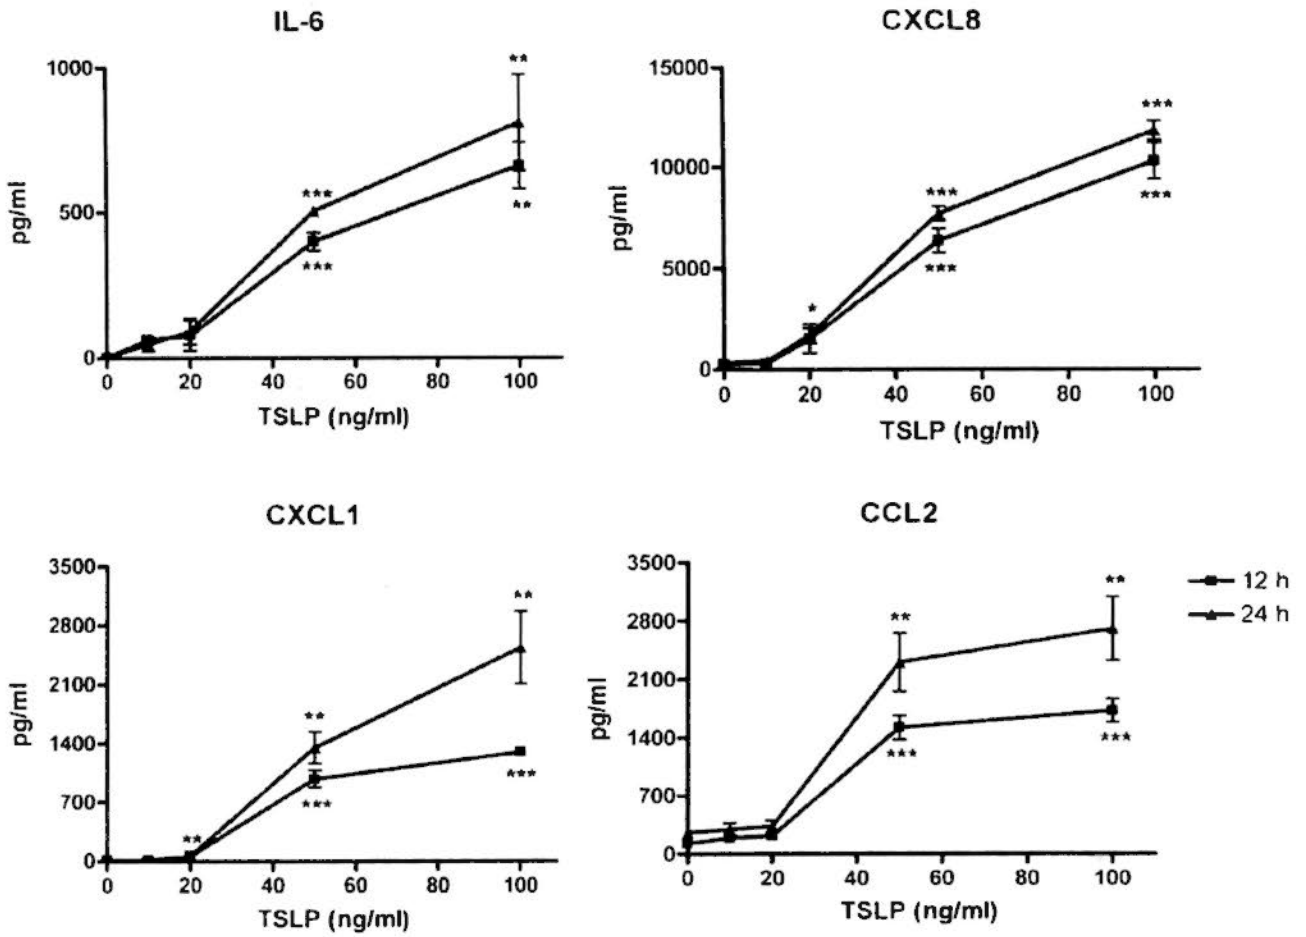 IL-6
1000
500
0
pg/ml
**
***
**
***
0 20 40 60 80 100
TSLP (ng/ml)
CXCL8
15000
10000
5000
0
pg/ml
***
***
***
***
*
0 20 40 60 80 100
TSLP (ng/ml)
CXCL1
3500
2800
2100
1400
700
0
pg/ml
**
**
***
***
**
0 20 40 60 80 100
TSLP (ng/ml)
CCL2
3500
2800
2100
1400
700
0
pg/ml
**
**
***
***
0 20 40 60 80 100
TSLP (ng/ml)
12 h
24 h